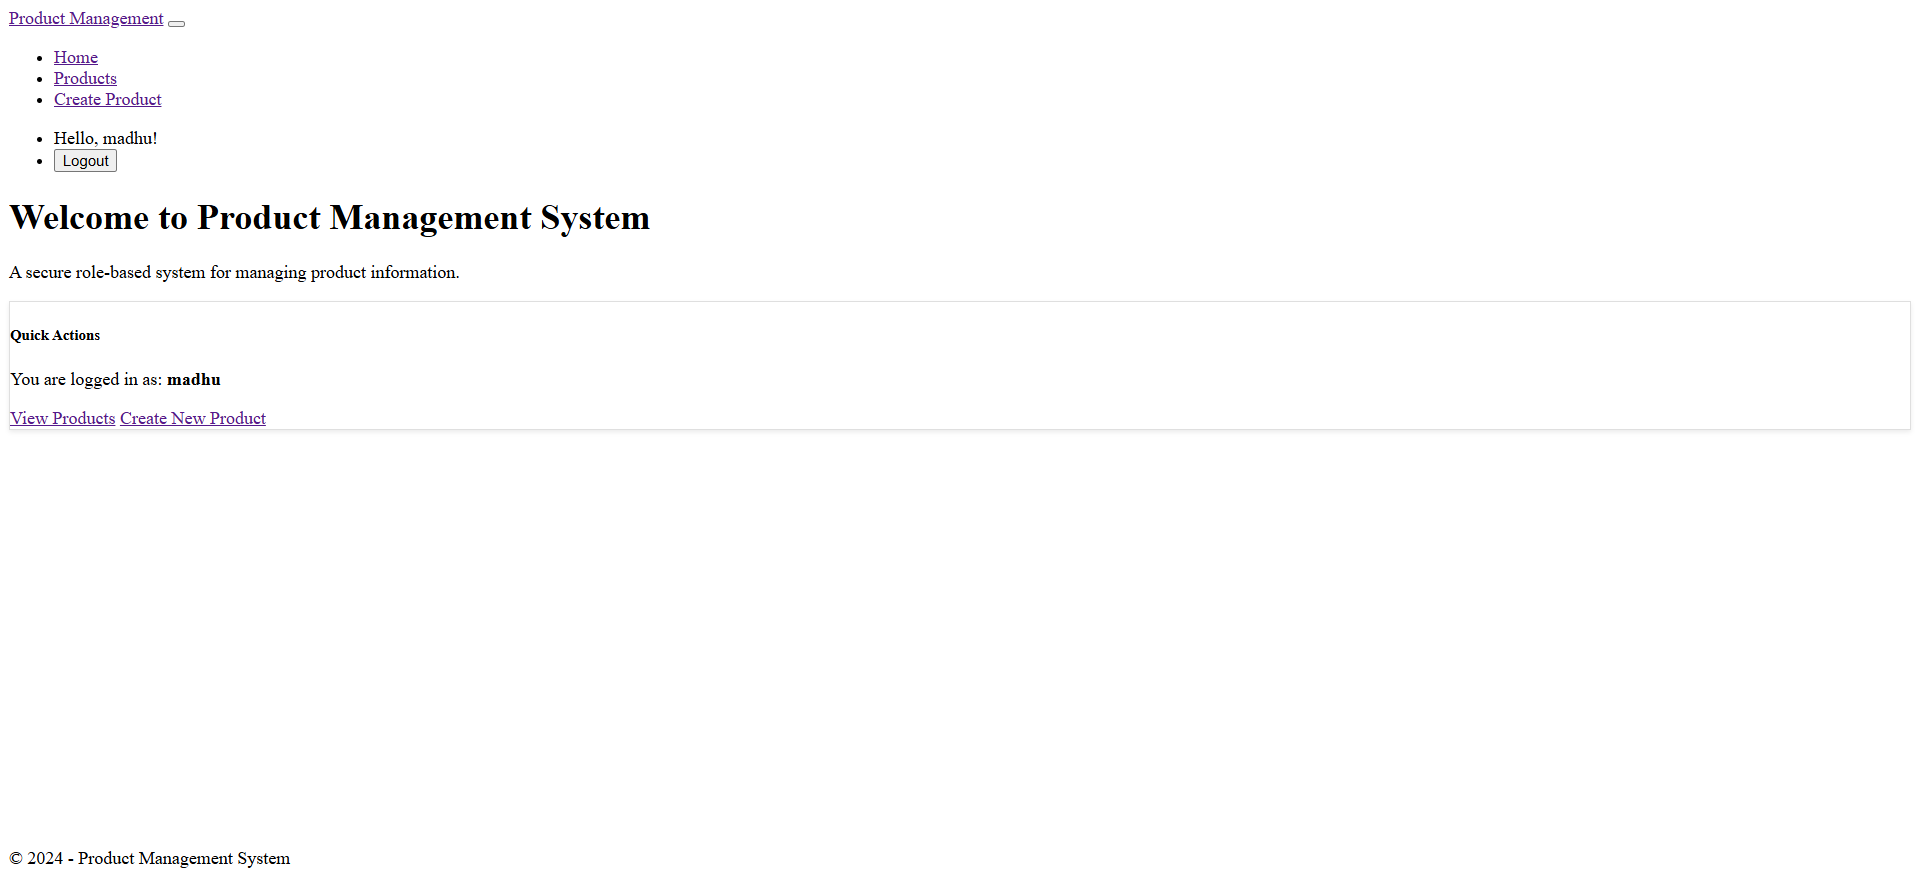 Product Management
Home
Products
Create Product
Hello, madhu!
Logout
Welcome to Product Management System
A secure role-based system for managing product information.
Quick Actions
You are logged in as: madhu
View Products Create New Product
© 2024 - Product Management System